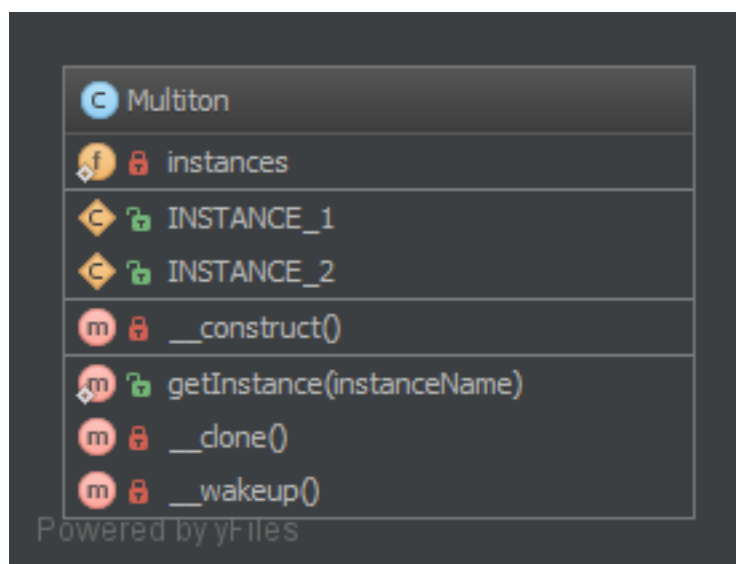 C Multiton
f instances
C INSTANCE_1
C INSTANCE_2
m __construct()
m getInstance(instanceName)
m __clone()
m __wakeup()
Powered by yFiles